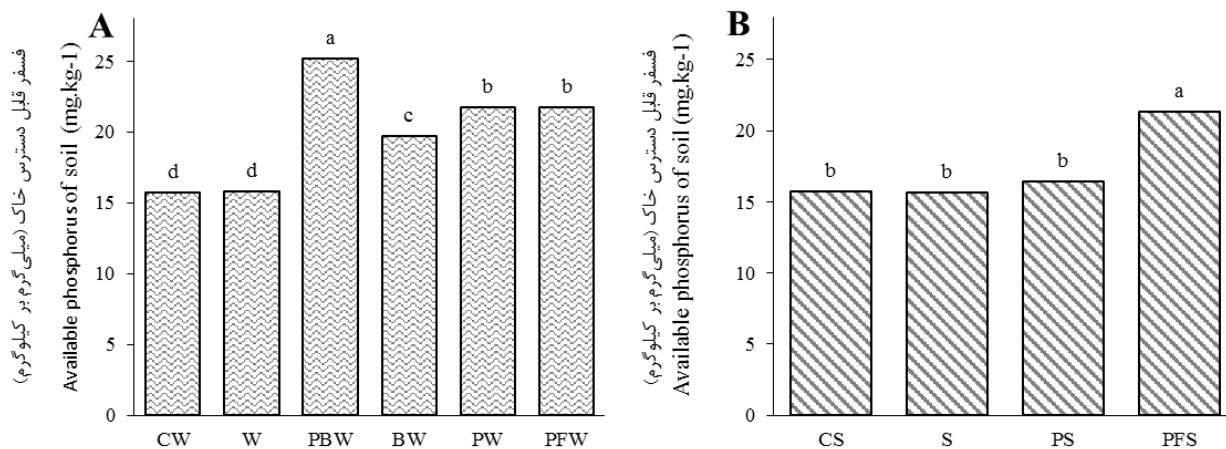 A
فسفر قابل دسترس خاک (میلی‌گرم بر کیلوگرم)
Available phosphorus of soil (mg.kg-1)
25
20
15
10
5
0
d
d
a
c
b
b
CW
W
PBW
BW
PW
PFW
B
فسفر قابل دسترس خاک (میلی‌گرم بر کیلوگرم)
Available phosphorus of soil (mg.kg-1)
25
20
15
10
5
0
b
b
b
a
CS
S
PS
PFS